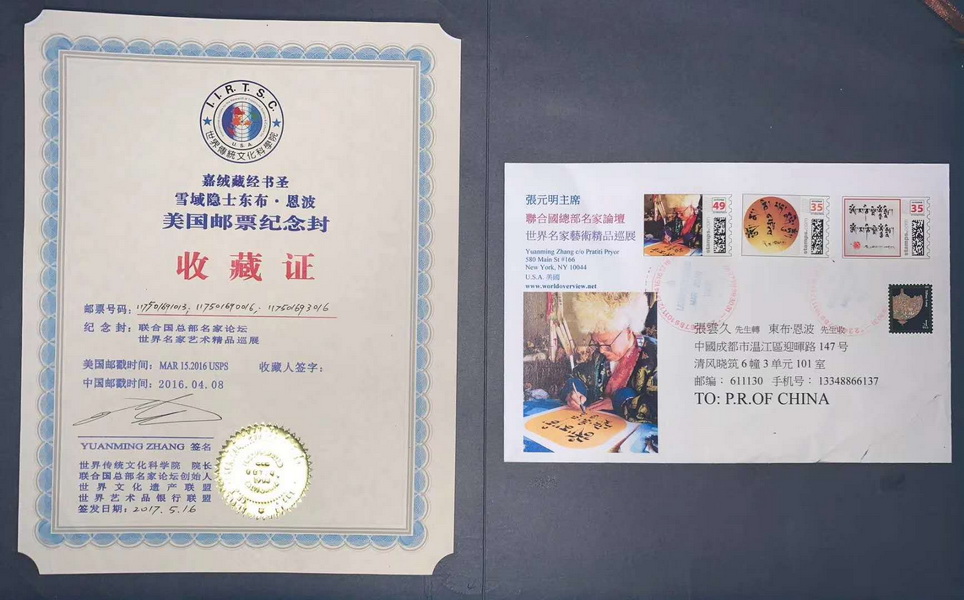 I.I.R.T.S.C.
U.S.A.
世界傳統文化科學院
嘉绒藏经书圣
雪域隐士东布·恩波
美国邮票纪念封
收藏证
邮票号码:
纪念封: 联合国总部名家论坛
世界名家艺术精品巡展
美国邮戳时间: MAR 15.2016 USPS 收藏人签字:
中国邮戳时间: 2016.04.08
YUANMING ZHANG 签名
世界传统文化科学院 院长
联合国总部名家论坛创始人
世界文化遗产联盟
世界艺术品银行联盟
签发日期: 2017.5.16
張元明主席
聯合國總部名家論壇
世界名家藝術精品巡展
Yuanming Zhang c/o Pratiti Pryor
580 Main St #166
New York, NY 10044
U.S.A. 美國
www.worldoverview.net
49
35
35
張雲久 先生轉 東布·恩波 先生收
中國成都市温江區迎暉路 147 号
清风晓筑 6 幢 3 单元 101 室
邮编: 611130 手机号: 13348866137
TO: P.R.OF CHINA